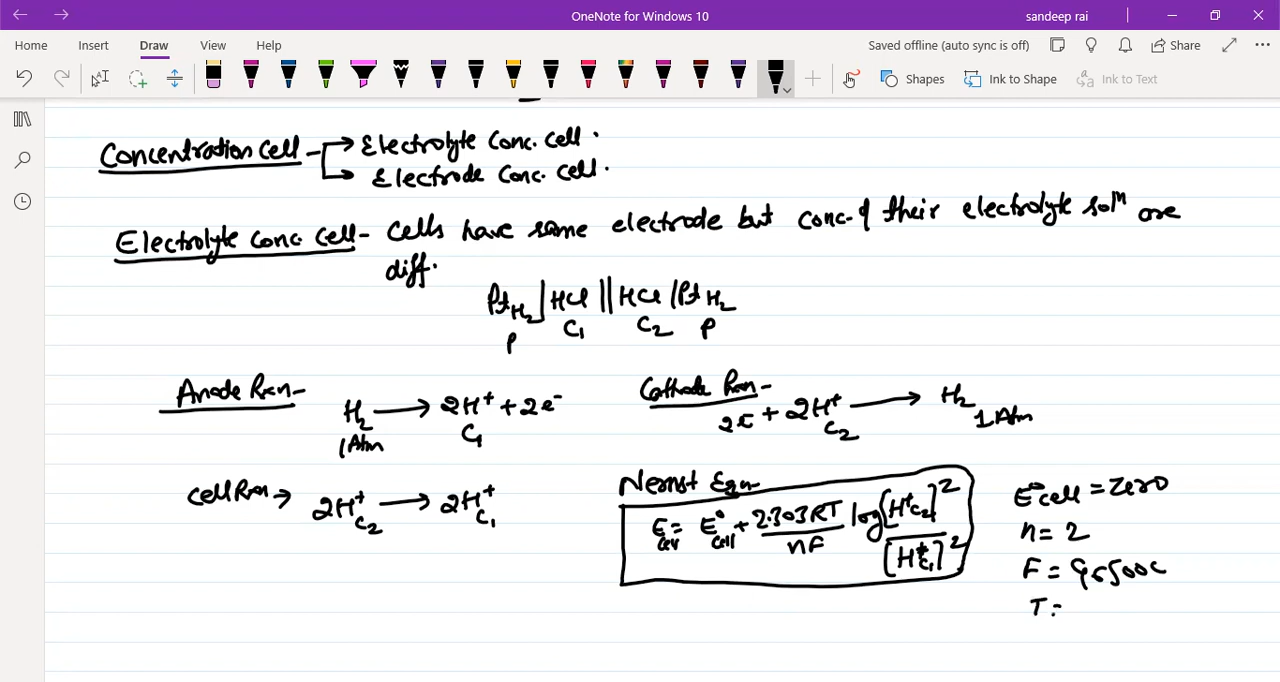 OneNote for Windows 10
sandeep rai
Home Insert Draw View Help
Saved offline (auto sync is off)
Share
Shapes
Ink to Shape
Ink to Text
Concentration Cell → Electrolyte Conc. Cell.
→ Electrode Conc. Cell.
Electrolyte Conc. Cell - Cells have same electrode but conc. of their electrolyte solⁿ are
diff.
Pt H₂ | HCl || HCl | Pt H₂
P C₁ C₂ P
Anode Rxn -
H₂ → 2H⁺ + 2e⁻
1Atm C₁
Cathode Rxn -
2e⁻ + 2H⁺ → H₂
C₂ 1Atm
Cell Rxn → 2H⁺ → 2H⁺
C₂ C₁
Nernst Eqn
E cell = E° cell + 2.303RT / nF log [H⁺c₂]² / [H⁺c₁]²
E°cell = Zero
n = 2
F = 96500C
T =